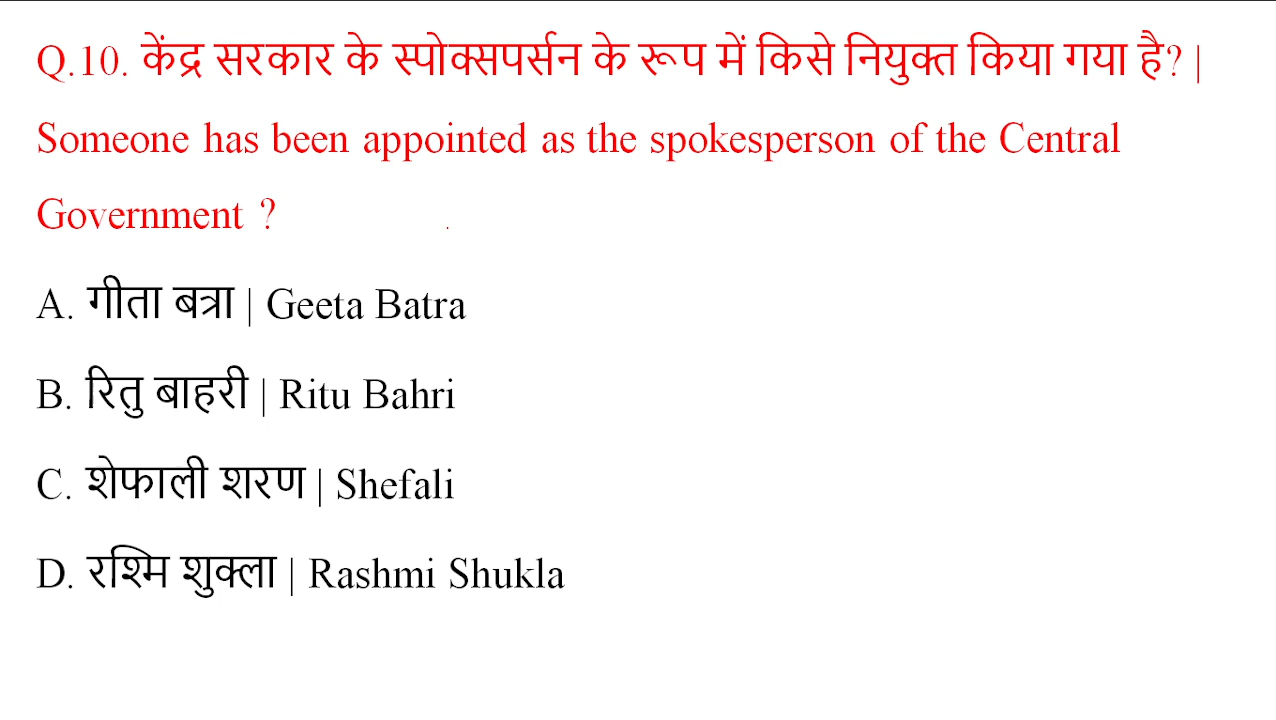 Q.10. केंद्र सरकार के स्पोक्सपर्सन के रूप में किसे नियुक्त किया गया है? |
Someone has been appointed as the spokesperson of the Central
Government ?
A. गीता बत्रा | Geeta Batra
B. रितु बाहरी | Ritu Bahri
C. शेफाली शरण | Shefali
D. रश्मि शुक्ला | Rashmi Shukla